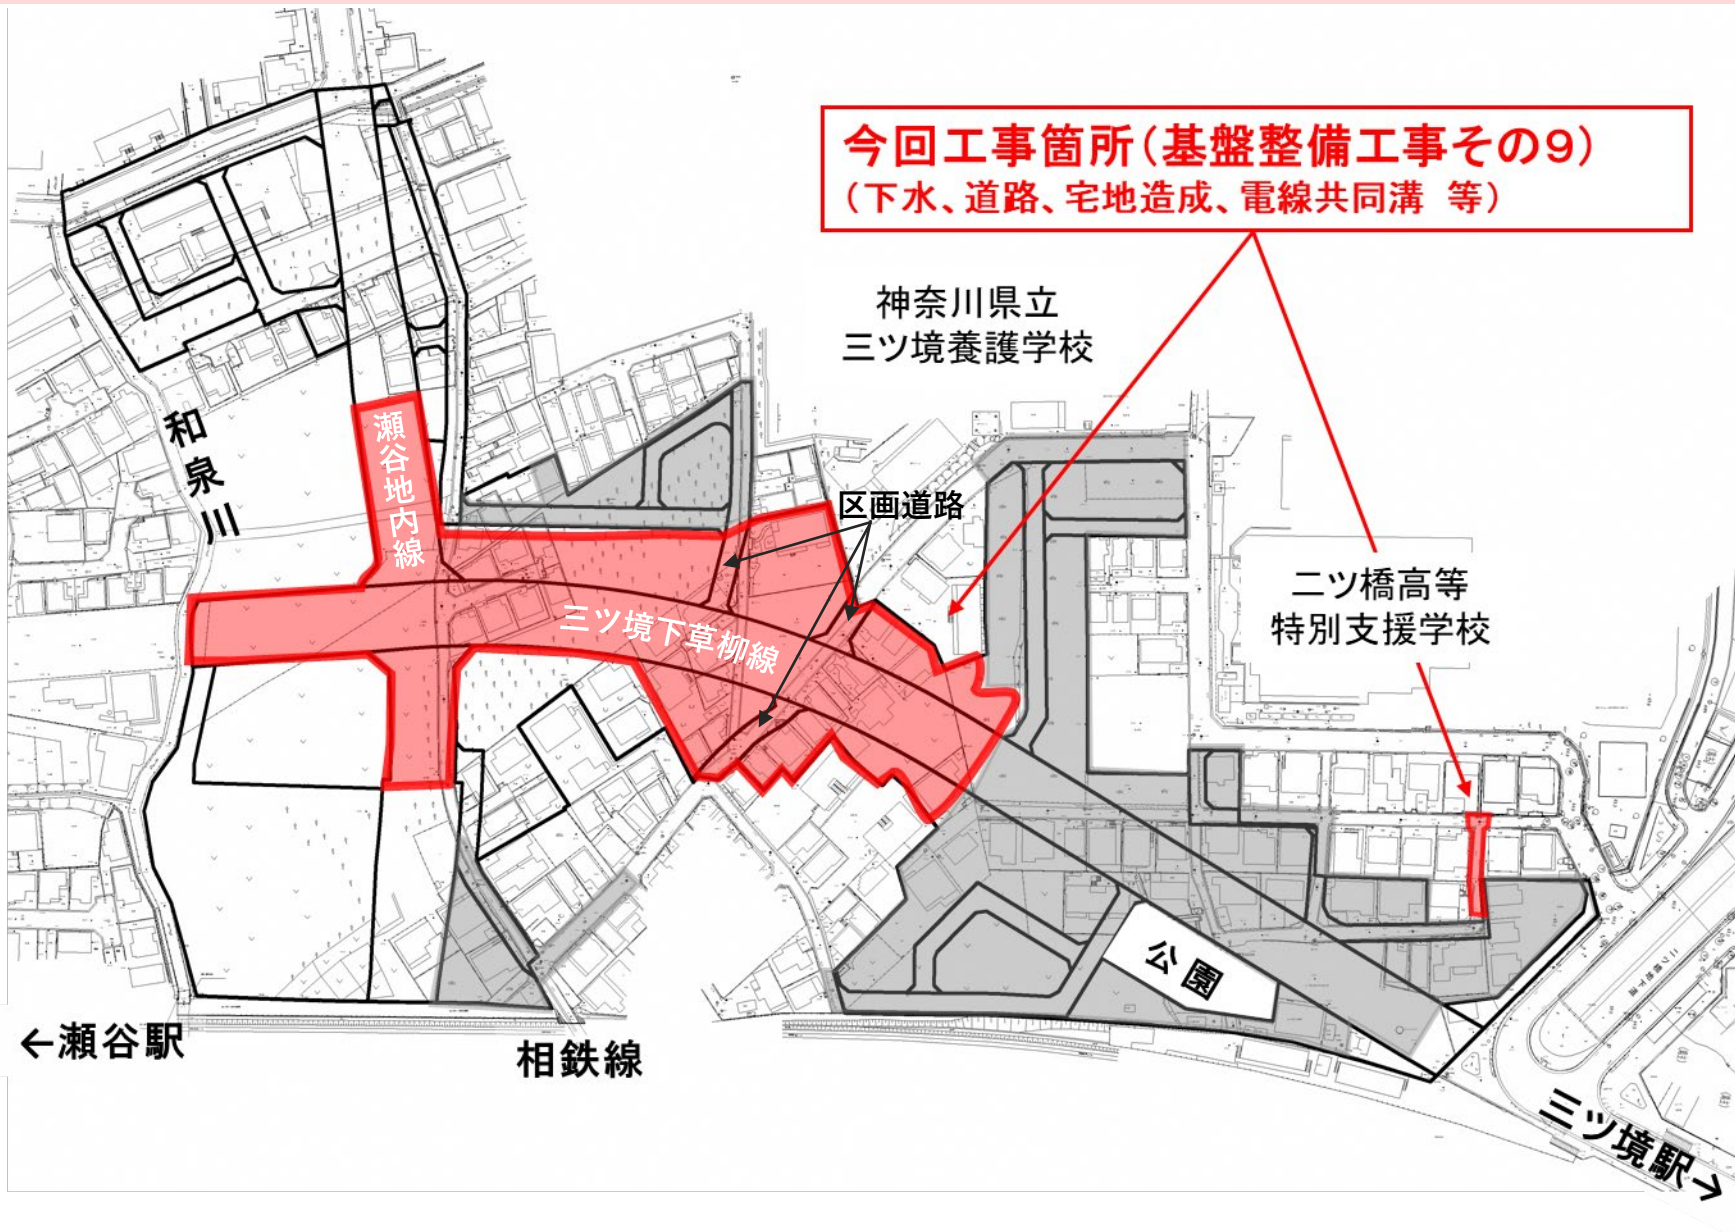 今回工事箇所(基盤整備工事その9)
(下水、道路、宅地造成、電線共同溝 等)
神奈川県立
三ツ境養護学校
和泉川
瀬谷地内線
区画道路
三ツ境下草柳線
二ツ橋高等
特別支援学校
公園
←瀬谷駅
相鉄線
三ツ境駅→